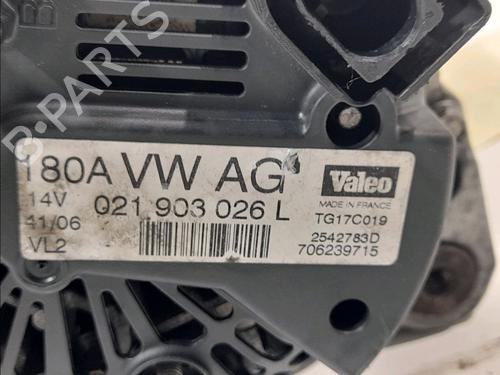 B-PARTS
180A VW AG
14V 021 903 026 L
41/06
VL2
Valeo
MADE IN FRANCE
TG17C019
2542783D
706239715